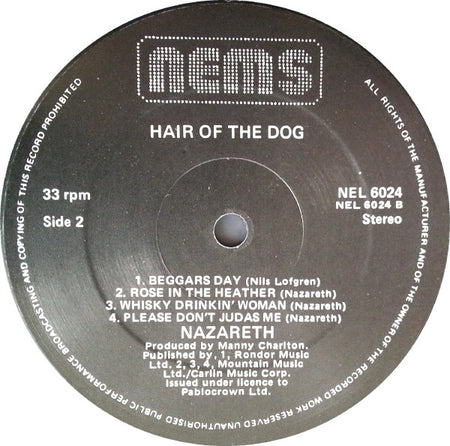 nems
HAIR OF THE DOG
33 rpm
Side 2
NEL 6024
NEL 6024 B
Stereo
1. BEGGARS DAY (Nils Lofgren)
2. ROSE IN THE HEATHER (Nazareth)
3. WHISKY DRINKIN' WOMAN (Nazareth)
4. PLEASE DON'T JUDAS ME (Nazareth)
NAZARETH
Produced by Manny Charlton.
Published by, 1, Rondor Music
Ltd. 2, 3, 4, Mountain Music
Ltd./Carlin Music Corp.
Issued under licence to
Pablocrown Ltd.
ALL RIGHTS OF THE MANUFACTURER AND OF THE OWNER OF THE RECORDED WORK RESERVED UNAUTHORISED PUBLIC PERFORMANCE BROADCASTING AND COPYING OF THIS RECORD PROHIBITED